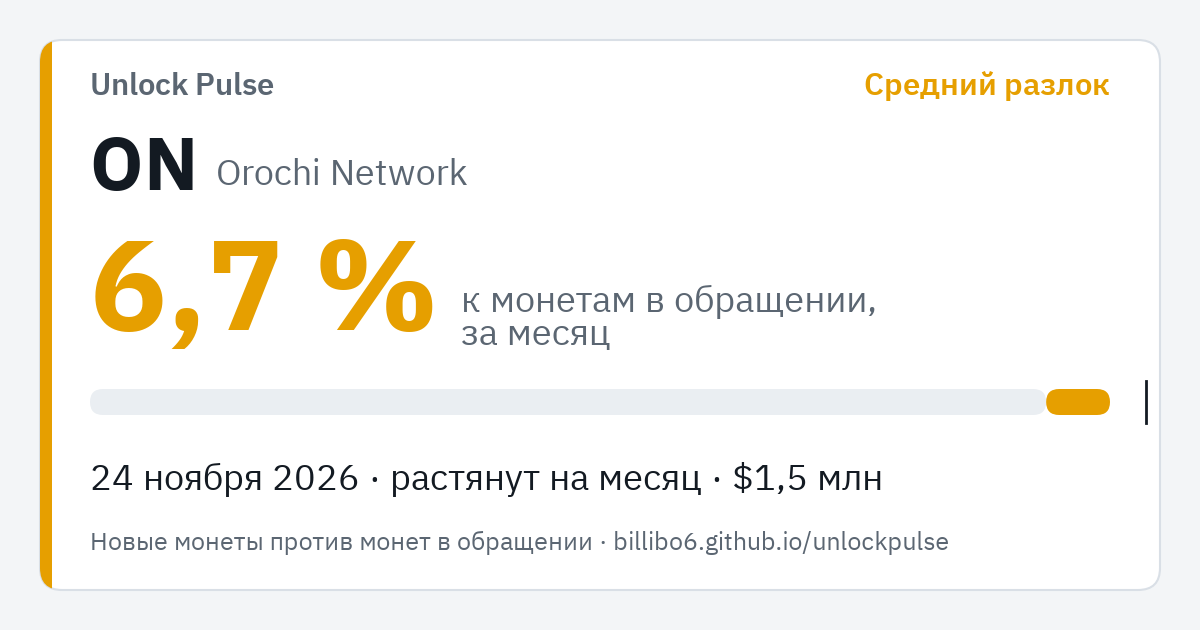 Unlock Pulse
Средний разлок
ON Orochi Network
6,7 % к монетам в обращении,
за месяц
24 ноября 2026 · растянут на месяц · $1,5 млн
Новые монеты против монет в обращении · billibo6.github.io/unlockpulse